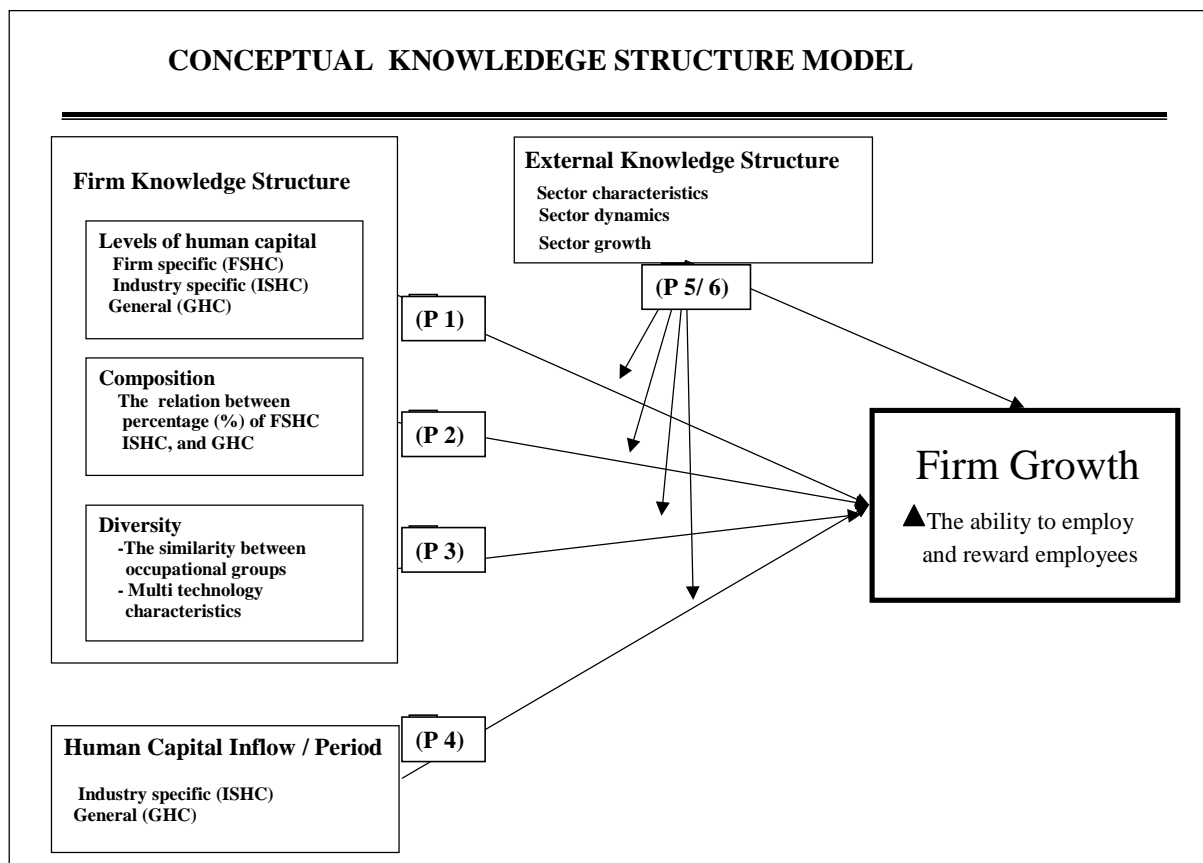 CONCEPTUAL KNOWLEDEGE STRUCTURE MODEL
Firm Knowledge Structure
Levels of human capital
Firm specific (FSHC)
Industry specific (ISHC)
General (GHC)
Composition
The relation between
percentage (%) of FSHC
ISHC, and GHC
Diversity
-The similarity between
occupational groups
- Multi technology
characteristics
Human Capital Inflow / Period
Industry specific (ISHC)
General (GHC)
(P 1)
(P 2)
(P 3)
(P 4)
External Knowledge Structure
Sector characteristics
Sector dynamics
Sector growth
(P 5/ 6)
Firm Growth
▲The ability to employ
and reward employees